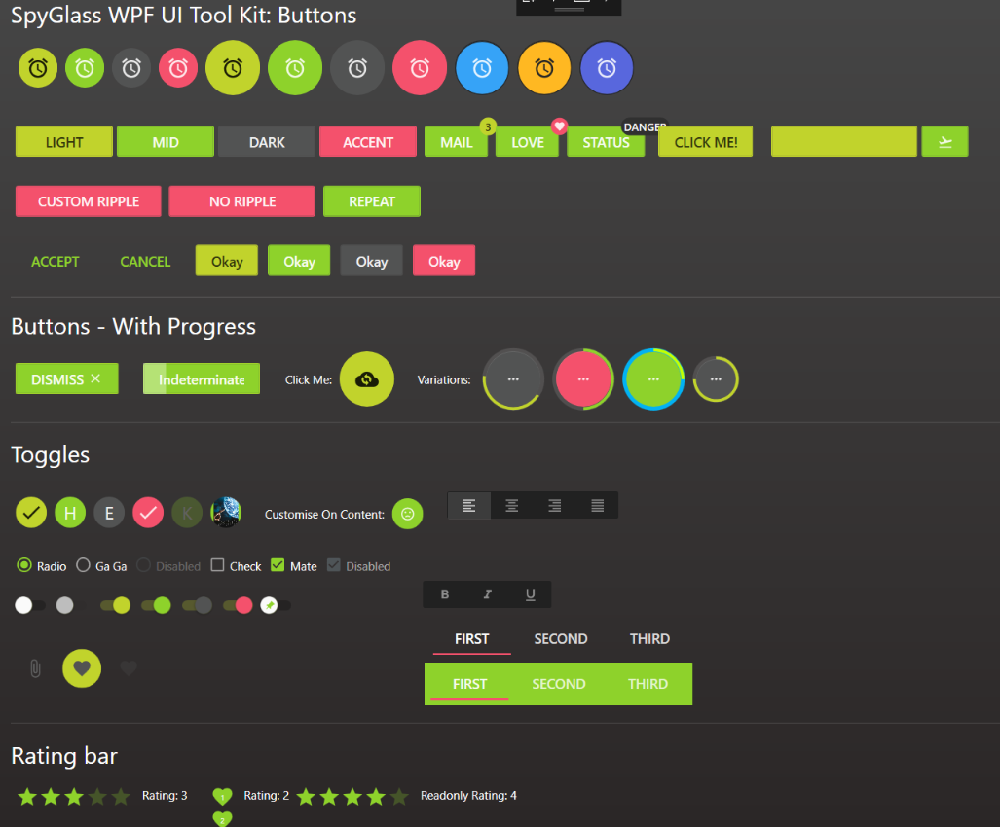 SpyGlass WPF UI Tool Kit: Buttons
3
DANGER
LIGHT MID DARK ACCENT MAIL LOVE STATUS CLICK ME!
CUSTOM RIPPLE NO RIPPLE REPEAT
ACCEPT CANCEL Okay Okay Okay Okay
Buttons - With Progress
DISMISS Indeterminate Click Me: Variations:
Toggles
H E K Customise On Content:
Radio Ga Ga Disabled Check Mate Disabled
B I U
FIRST SECOND THIRD
FIRST SECOND THIRD
Rating bar
Rating: 3 1 Rating: 2 Readonly Rating: 4
2